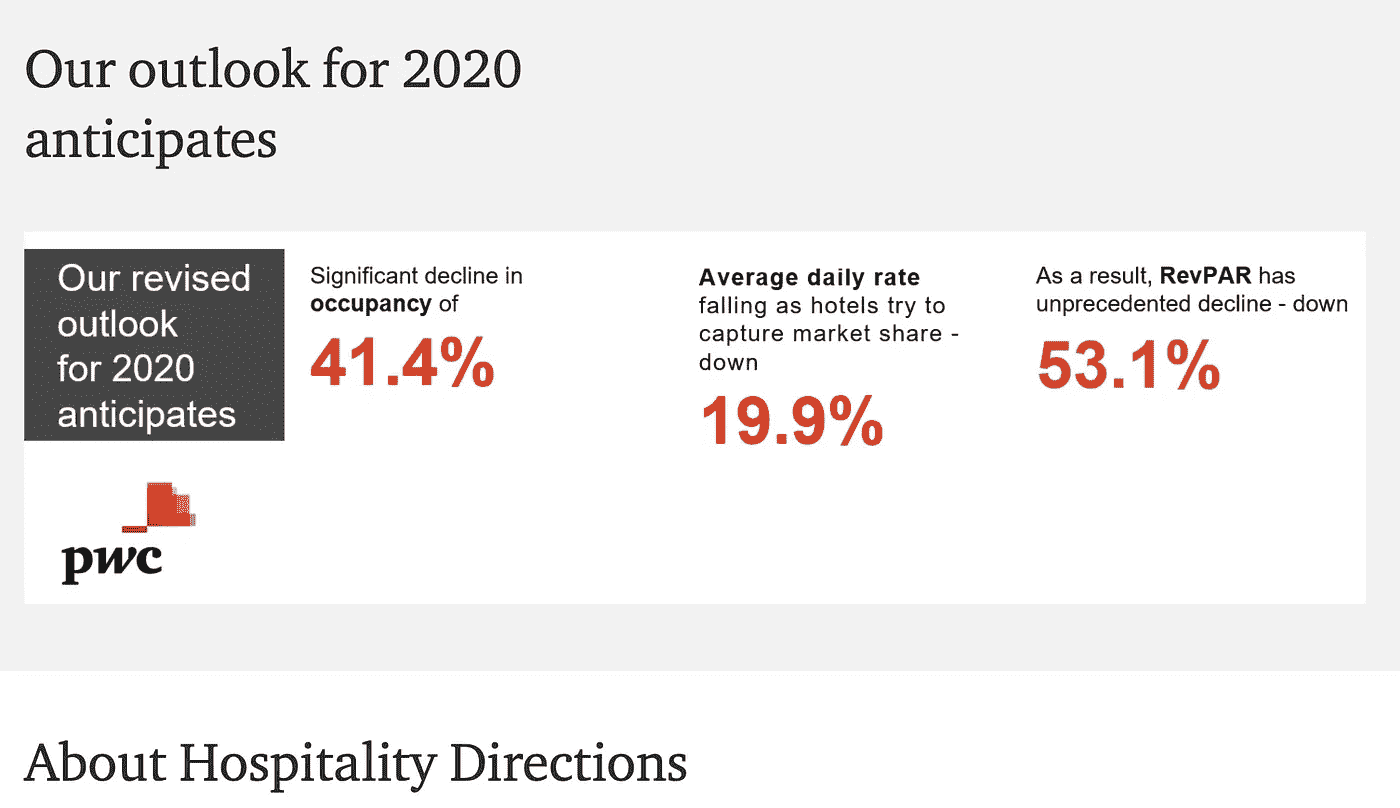 Our outlook for 2020
anticipates
Our revised
outlook
for 2020
anticipates
pwc
Significant decline in
occupancy of
41.4%
Average daily rate
falling as hotels try to
capture market share -
down
19.9%
As a result, RevPAR has
unprecedented decline - down
53.1%
About Hospitality Directions